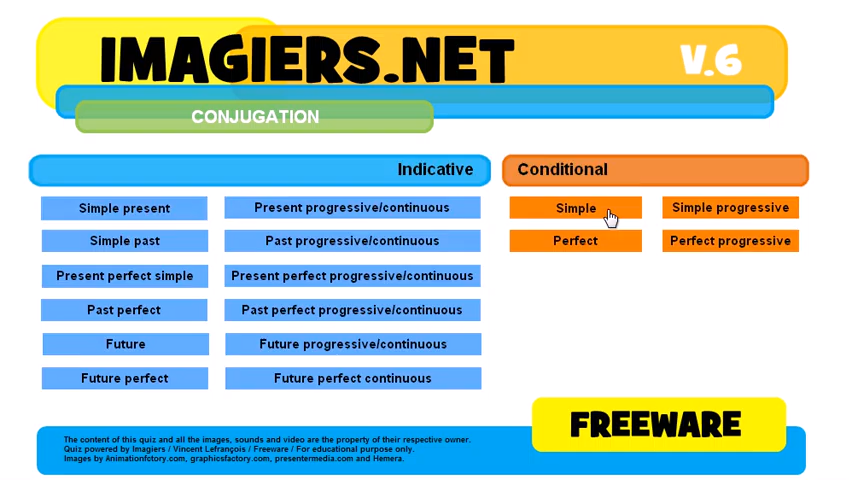 IMAGIERS.NET
V.6
CONJUGATION
Indicative
Conditional
Simple present
Present progressive/continuous
Simple
Simple progressive
Simple past
Past progressive/continuous
Perfect
Perfect progressive
Present perfect simple
Present perfect progressive/continuous
Past perfect
Past perfect progressive/continuous
Future
Future progressive/continuous
Future perfect
Future perfect continuous
FREEWARE
The content of this quiz and all the images, sounds and video are the property of their respective owner.
Quiz powered by Imagiers / Vincent Lefrançois / Freeware / For educational purpose only.
Images by Animationfotory.com, graphicsfactory.com, presentermedia.com and Hemera.